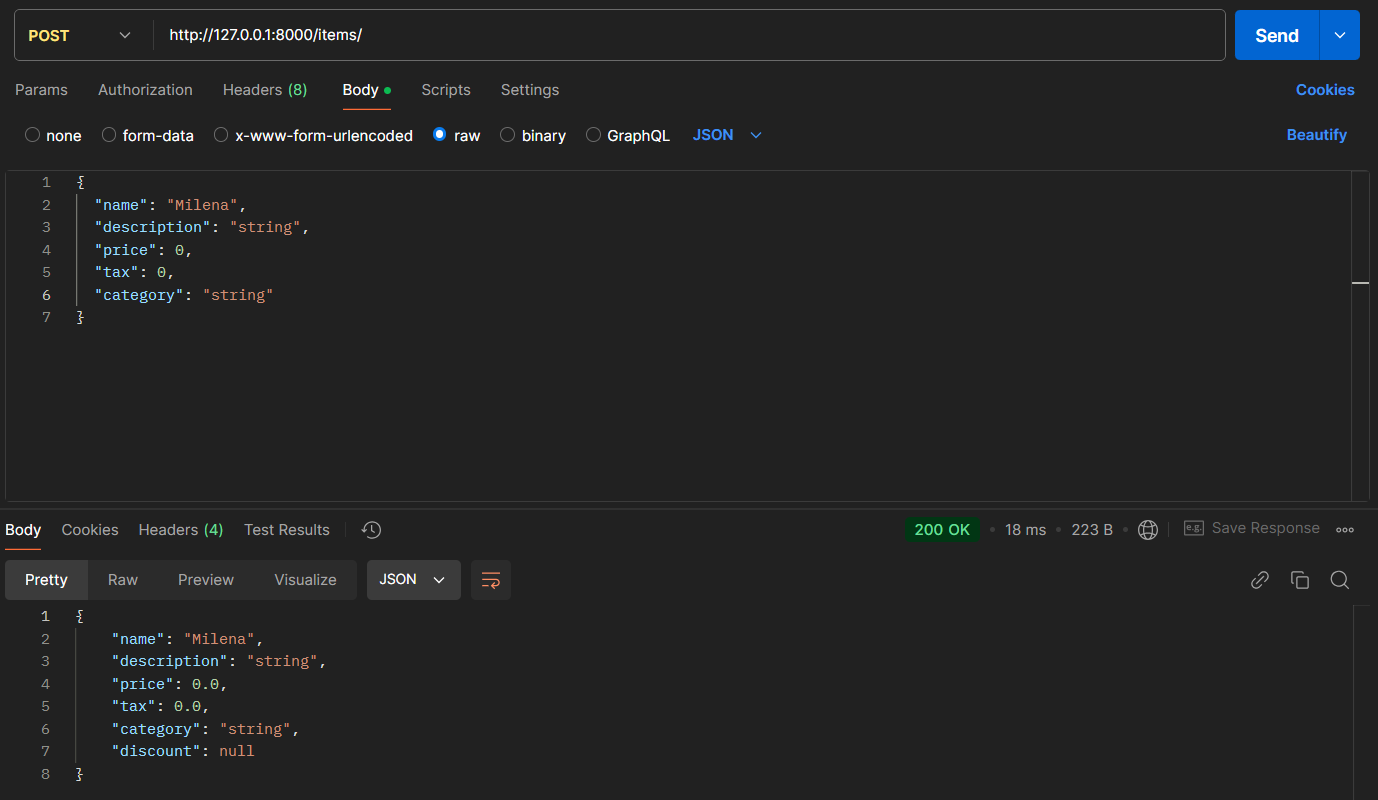 POST http://127.0.0.1:8000/items/ Send
Params Authorization Headers (8) Body Scripts Settings Cookies
none form-data x-www-form-urlencoded raw binary GraphQL JSON Beautify
1 {
2 "name": "Milena",
3 "description": "string",
4 "price": 0,
5 "tax": 0,
6 "category": "string"
7 }
Body Cookies Headers (4) Test Results 200 OK • 18 ms • 223 B • e.g. Save Response
Pretty Raw Preview Visualize JSON
1 {
2 "name": "Milena",
3 "description": "string",
4 "price": 0.0,
5 "tax": 0.0,
6 "category": "string",
7 "discount": null
8 }